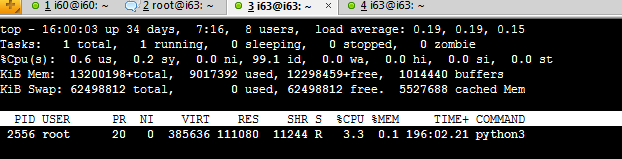 1 i60@i60: ~ 2 root@i63: ~ 3 i63@i63: ~ × 4 i63@i63: ~
top - 16:00:03 up 34 days, 7:16, 8 users, load average: 0.19, 0.19, 0.15
Tasks: 1 total, 1 running, 0 sleeping, 0 stopped, 0 zombie
%Cpu(s): 0.6 us, 0.2 sy, 0.0 ni, 99.1 id, 0.0 wa, 0.0 hi, 0.0 si, 0.0 st
KiB Mem: 13200198+total, 9017392 used, 12298459+free, 1014440 buffers
KiB Swap: 62498812 total, 0 used, 62498812 free. 5527688 cached Mem
PID USER PR NI VIRT RES SHR S %CPU %MEM TIME+ COMMAND
2556 root 20 0 385636 111080 11244 R 3.3 0.1 196:02.21 python3